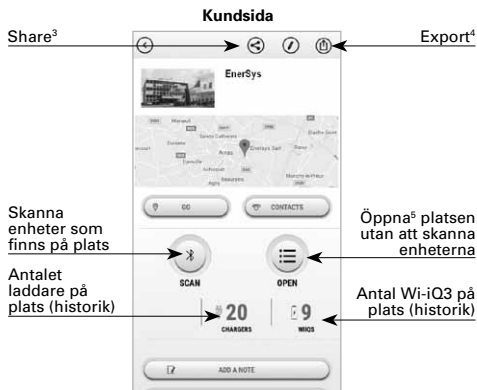 Kundsida
Share³
Export⁴
EnerSys
GO
CONTACTS
Skanna
enheter som
finns på plats
Öppna⁵ platsen
utan att skanna
enheterna
SCAN
OPEN
Antalet
laddare på
plats (historik)
20
CHARGERS
9
WIIQS
Antal Wi-iQ3 på
plats (historik)
ADD A NOTE